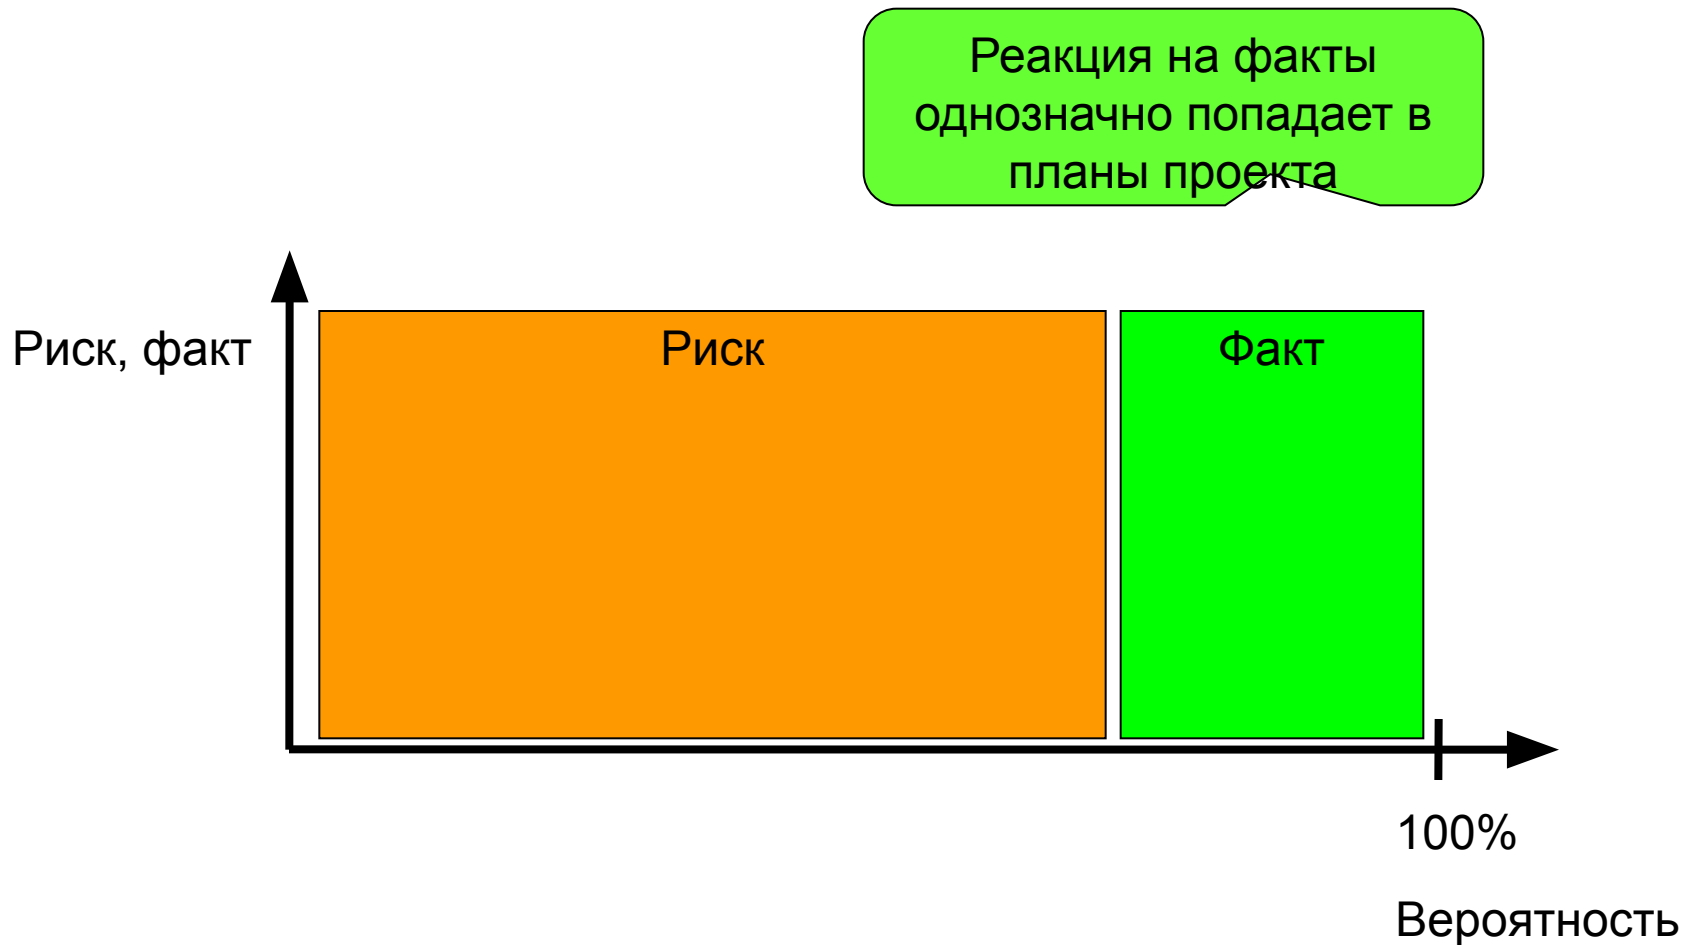 Реакция на факты
однозначно попадает в
планы проекта
Риск, факт
Риск
Факт
100%
Вероятность